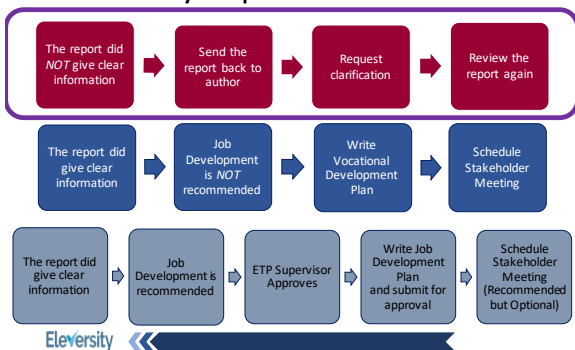 The report did
NOT give clear
information
Send the
report back to
author
Request
clarification
Review the
report again
The report did
give clear
information
Job
Development
is NOT
recommended
Write
Vocational
Development
Plan
Schedule
Stakeholder
Meeting
The report did
give clear
information
Job
Development is
recommended
ETP Supervisor
Approves
Write Job
Development
Plan
and submit for
approval
Schedule
Stakeholder
Meeting
(Recommended
but Optional)
Eleversity